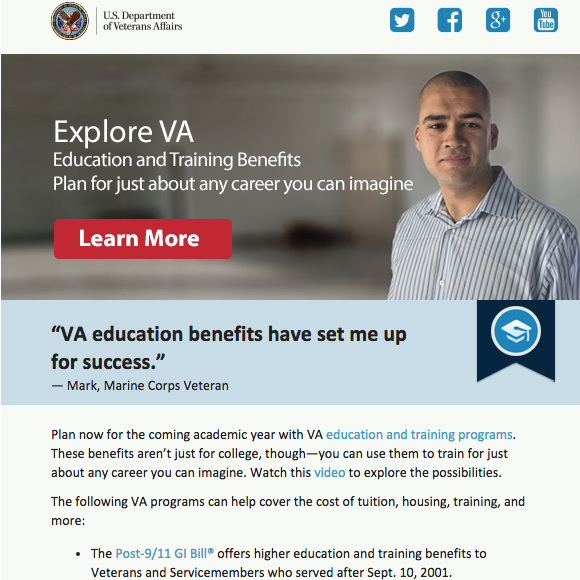 U.S. Department
of Veterans Affairs
8+
You
Tube
Explore VA
Education and Training Benefits
Plan for just about any career you can imagine
Learn More
“VA education benefits have set me up
for success.”
— Mark, Marine Corps Veteran
Plan now for the coming academic year with VA education and training programs.
These benefits aren’t just for college, though—you can use them to train for just
about any career you can imagine. Watch this video to explore the possibilities.
The following VA programs can help cover the cost of tuition, housing, training, and
more:
• The Post-9/11 GI Bill® offers higher education and training benefits to
Veterans and Servicemembers who served after Sept. 10, 2001.